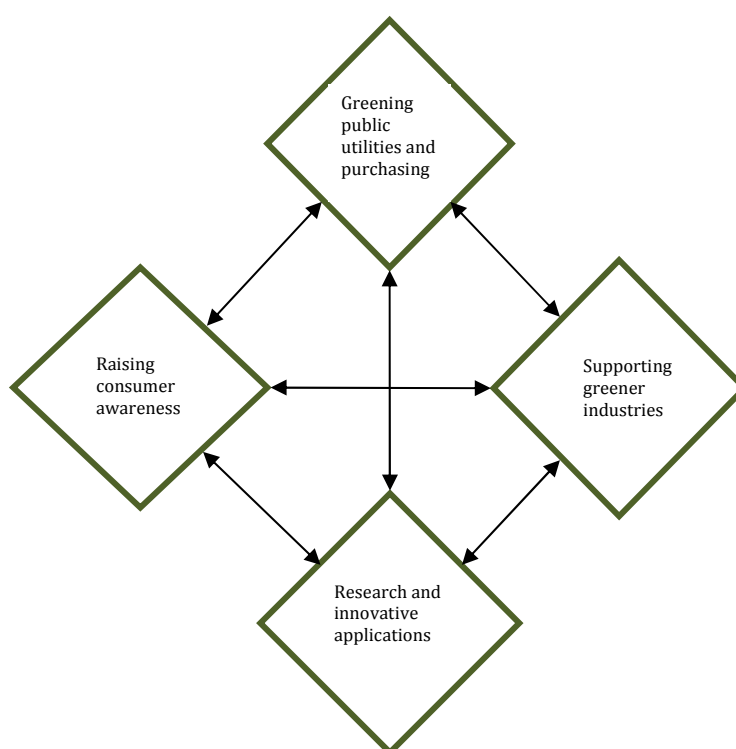 Greening
public
utilities and
purchasing
Raising
consumer
awareness
Supporting
greener
industries
Research and
innovative
applications